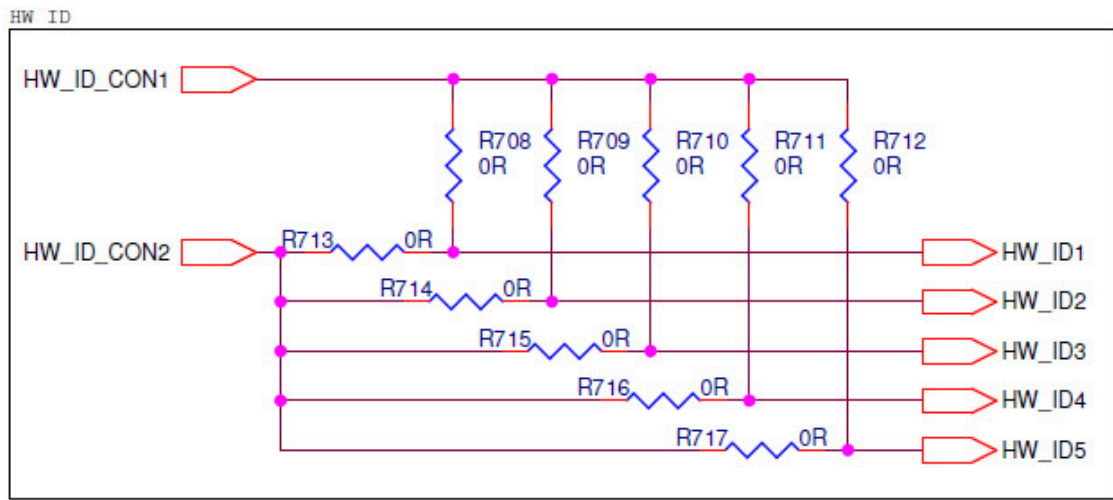 HW ID
HW_ID_CON1
R708 R709 R710 R711 R712
0R 0R 0R 0R 0R
HW_ID_CON2 R713 0R HW_ID1
R714 0R HW_ID2
R715 0R HW_ID3
R716 0R HW_ID4
R717 0R HW_ID5